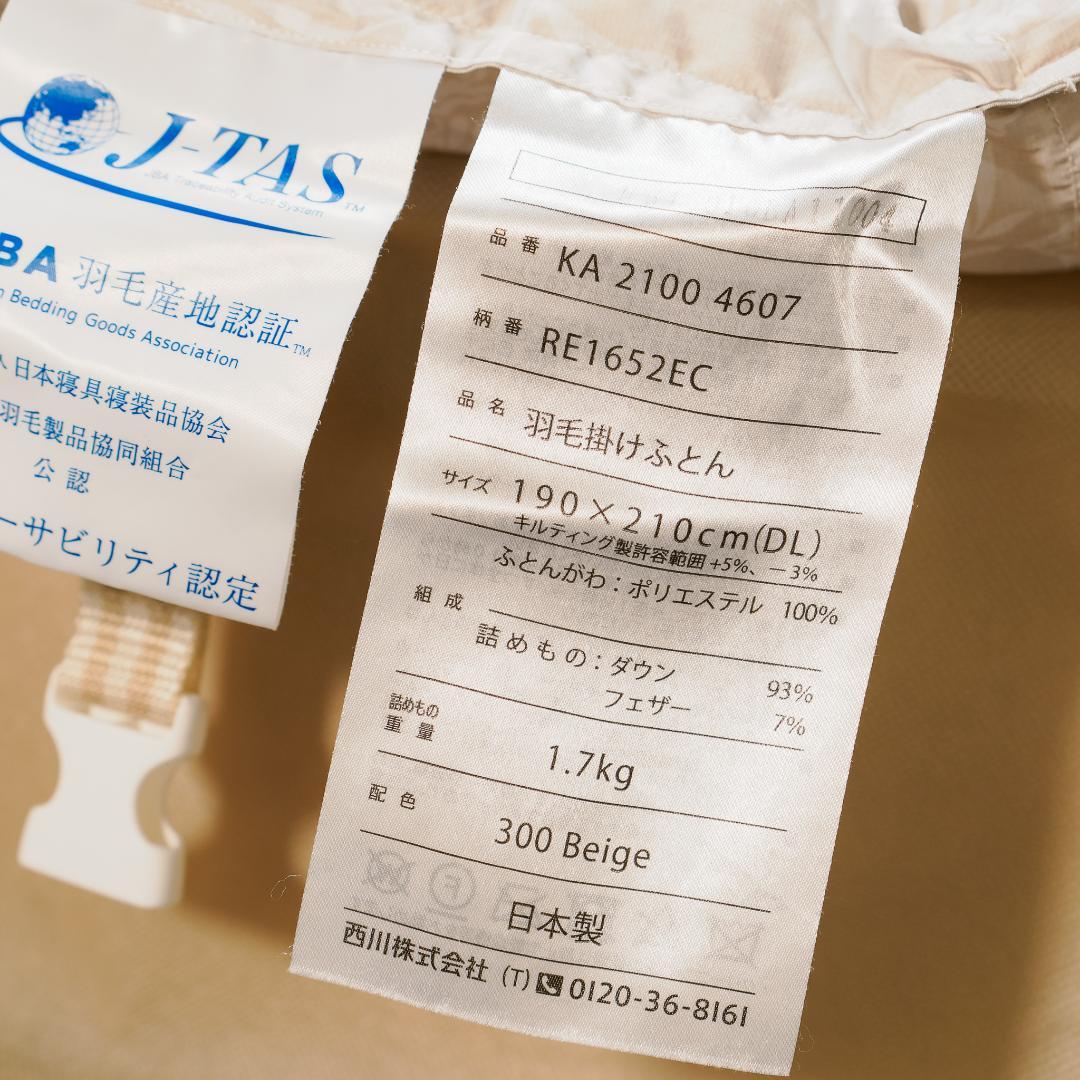 J-TAS™
JBA Traceability Audit System
BA 羽毛産地認証™
n Bedding Goods Association
人日本寝具寝装品協会
羽毛製品協同組合
公認
ーサビリティ認定
品番 KA 2100 4607
柄番 RE1652EC
品名 羽毛掛けふとん
サイズ 190×210cm(DL)
キルティング製許容範囲 +5%、－3%
組成 ふとんがわ：ポリエステル 100%
詰めもの：ダウン 93%
フェザー 7%
詰めもの
重量 1.7kg
配色 300 Beige
日本製
西川株式会社 (T) 0120-36-8161